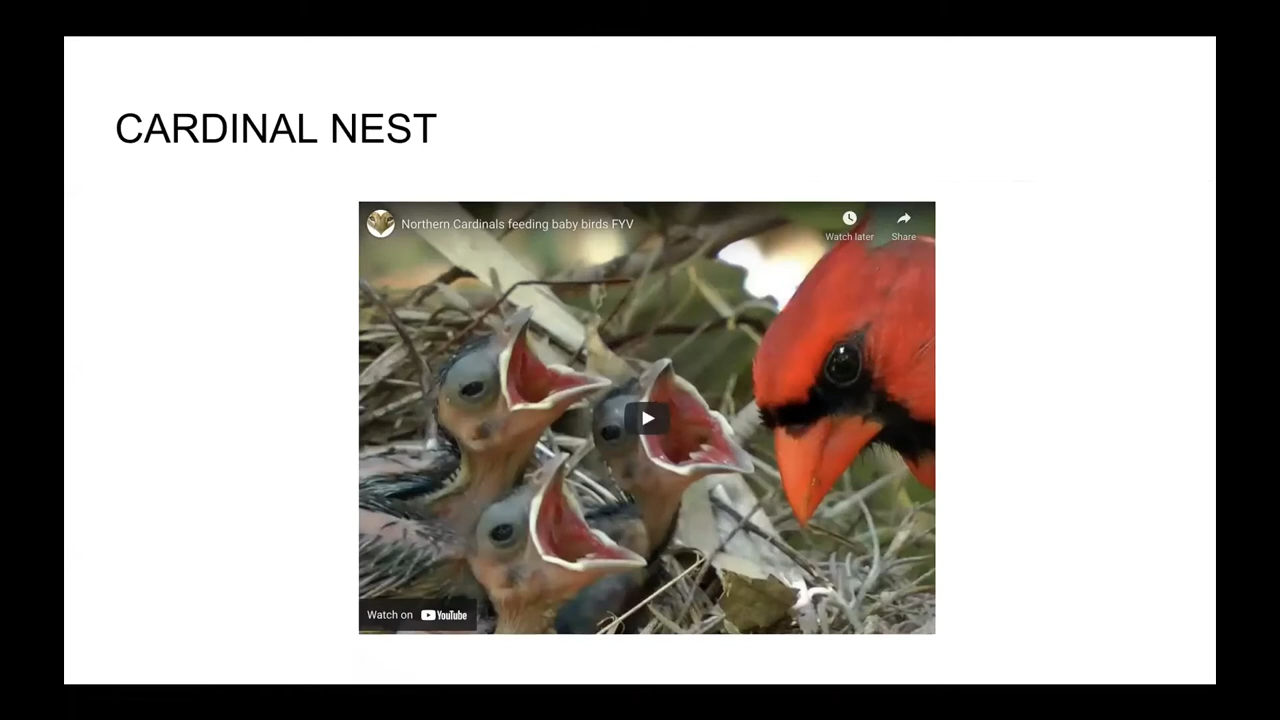 CARDINAL NEST
Northern Cardinals feeding baby birds FYV
Watch later
Share
Watch on YouTube